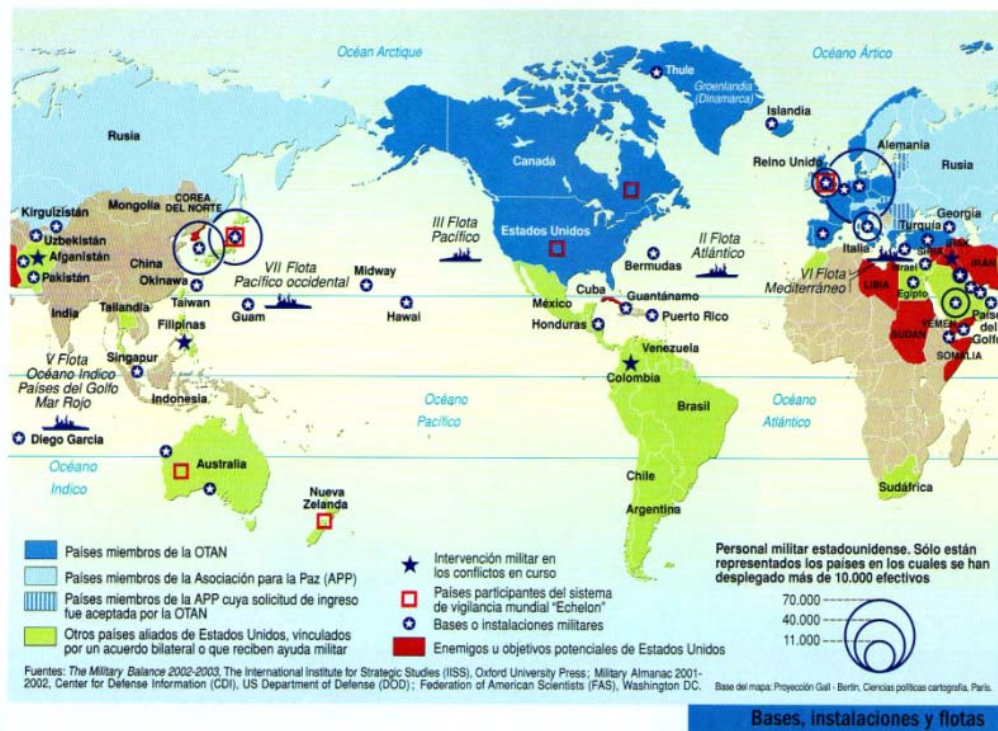 Océan Arctique
Océano Ártico
Thule
Groenlandia
(Dinamarca)
Islandia
Rusia
Canadá
Reino Unido
Alemania
Rusia
Mongolia
COREA
DEL NORTE
Kirguizistán
Uzbekistán
Afganistán
Pakistán
China
Okinawa
Taiwan
India
Tailandia
Filipinas
Singapur
Indonesia
VII Flota
Pacífico occidental
Guam
Midway
Hawai
III Flota
Pacífico
Estados Unidos
II Flota
Atlántico
Bermudas
México
Cuba
Guantánamo
Puerto Rico
Honduras
Venezuela
Colombia
Brasil
Chile
Argentina
Georgia
Turquía
Italia
SIRIA
IRAK
IRÁN
Israel
VI Flota
Mediterráneo
LIBIA
Egipto
SUDAN
YEMEN
SOMALIA
Países
del
Golfo
Sudáfrica
V Flota
Océano Indico
Países del Golfo
Mar Rojo
Diego Garcia
Océano
Indico
Océano
Pacífico
Océano
Atlántico
Australia
Nueva
Zelanda
Países miembros de la OTAN
Países miembros de la Asociación para la Paz (APP)
Países miembros de la APP cuya solicitud de ingreso
fue aceptada por la OTAN
Otros países aliados de Estados Unidos, vinculados
por un acuerdo bilateral o que reciben ayuda militar
Intervención militar en
los conflictos en curso
Países participantes del sistema
de vigilancia mundial "Echelon"
Bases o instalaciones militares
Enemigos u objetivos potenciales de Estados Unidos
Personal militar estadounidense. Sólo están
representados los países en los cuales se han
desplegado más de 10.000 efectivos
70.000
40.000
11.000
Fuentes: The Military Balance 2002-2003, The International Institute for Strategic Studies (IISS), Oxford University Press; Military Almanac 2001-
2002, Center for Defense Information (CDI), US Department of Defense (DOD); Federation of American Scientists (FAS), Washington DC.
Base del mapa: Proyección Gall - Bertin, Ciencias políticas cartografía, París.
Bases, instalaciones y flotas